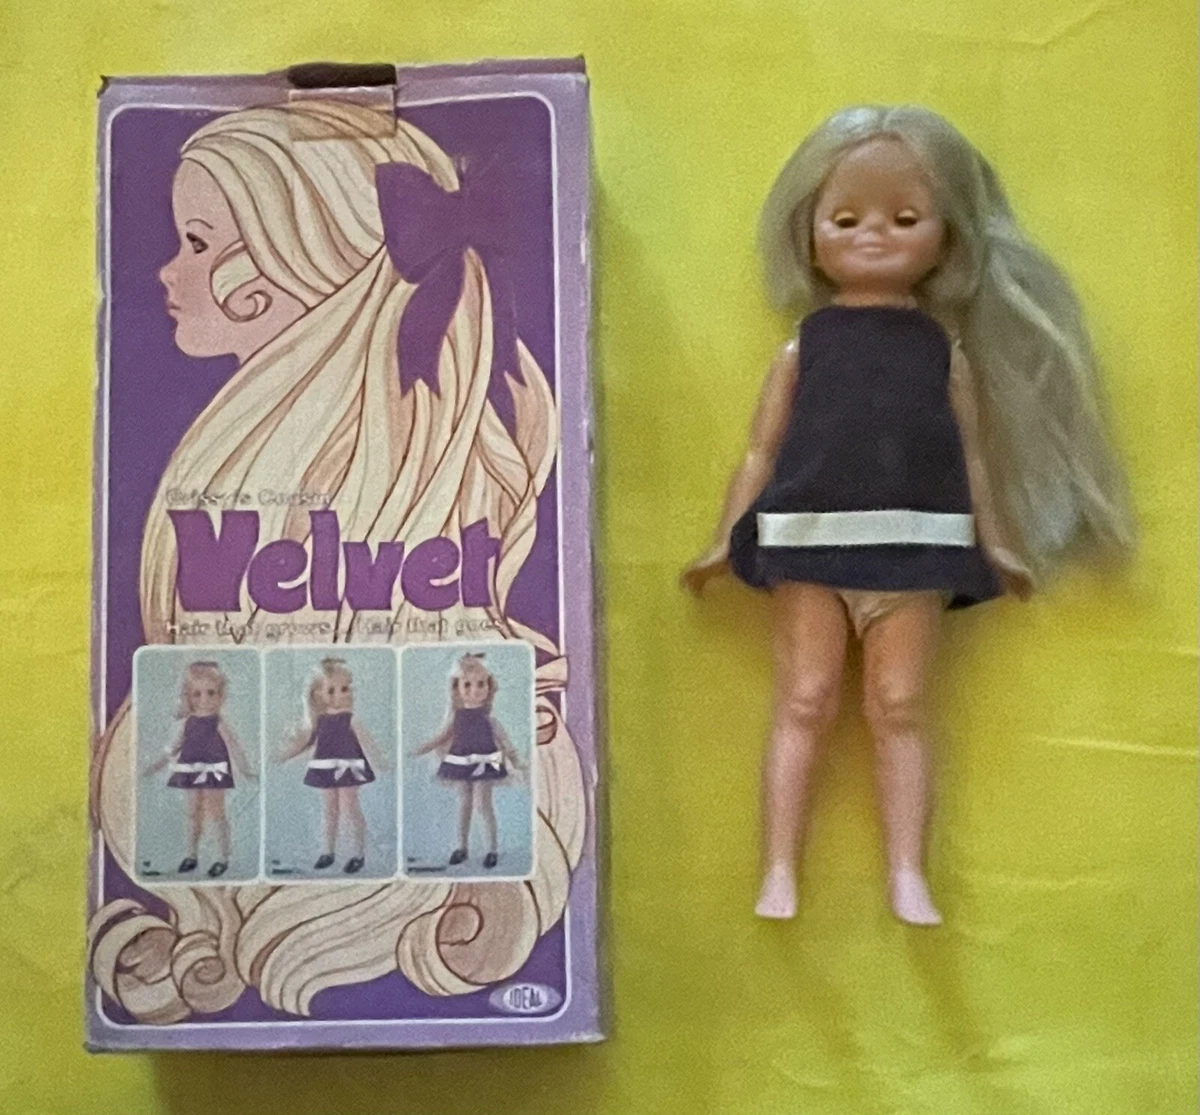 Crissy's Cousin
Velvet
Hair that grows... Hair that goes
IDEAL